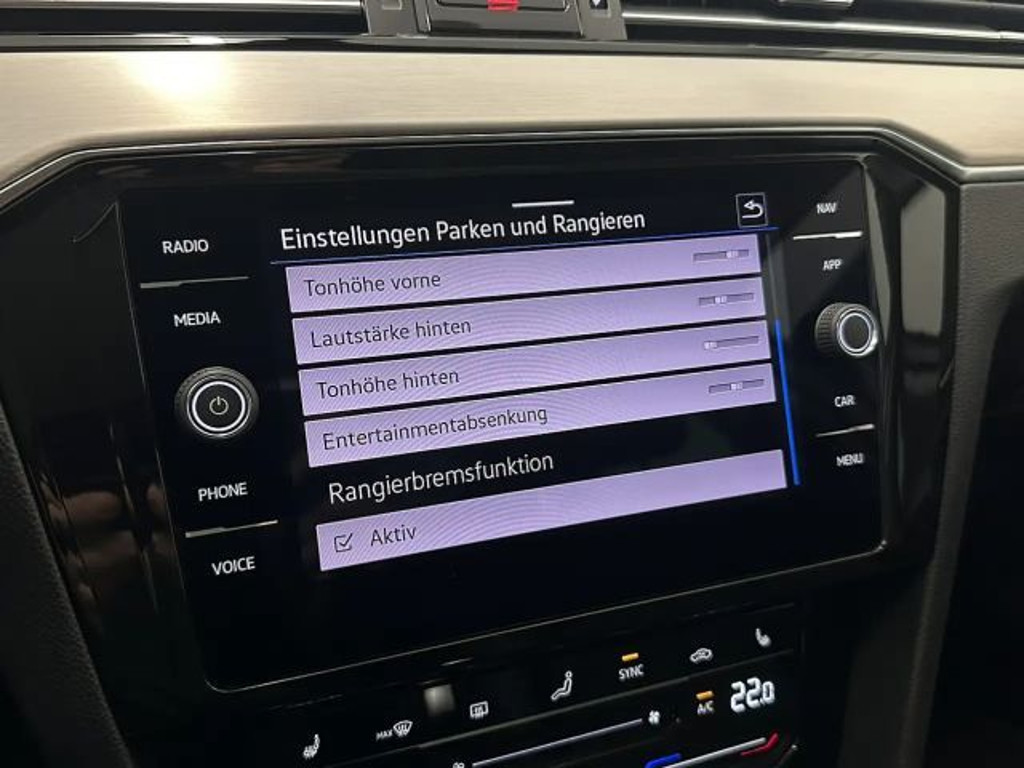 RADIO
MEDIA
PHONE
VOICE
Einstellungen Parken und Rangieren
Tonhöhe vorne
Lautstärke hinten
Tonhöhe hinten
Entertainmentabsenkung
Rangierbremsfunktion
Aktiv
NAV
APP
CAR
MENU
MAX
SYNC
A/C
22.0